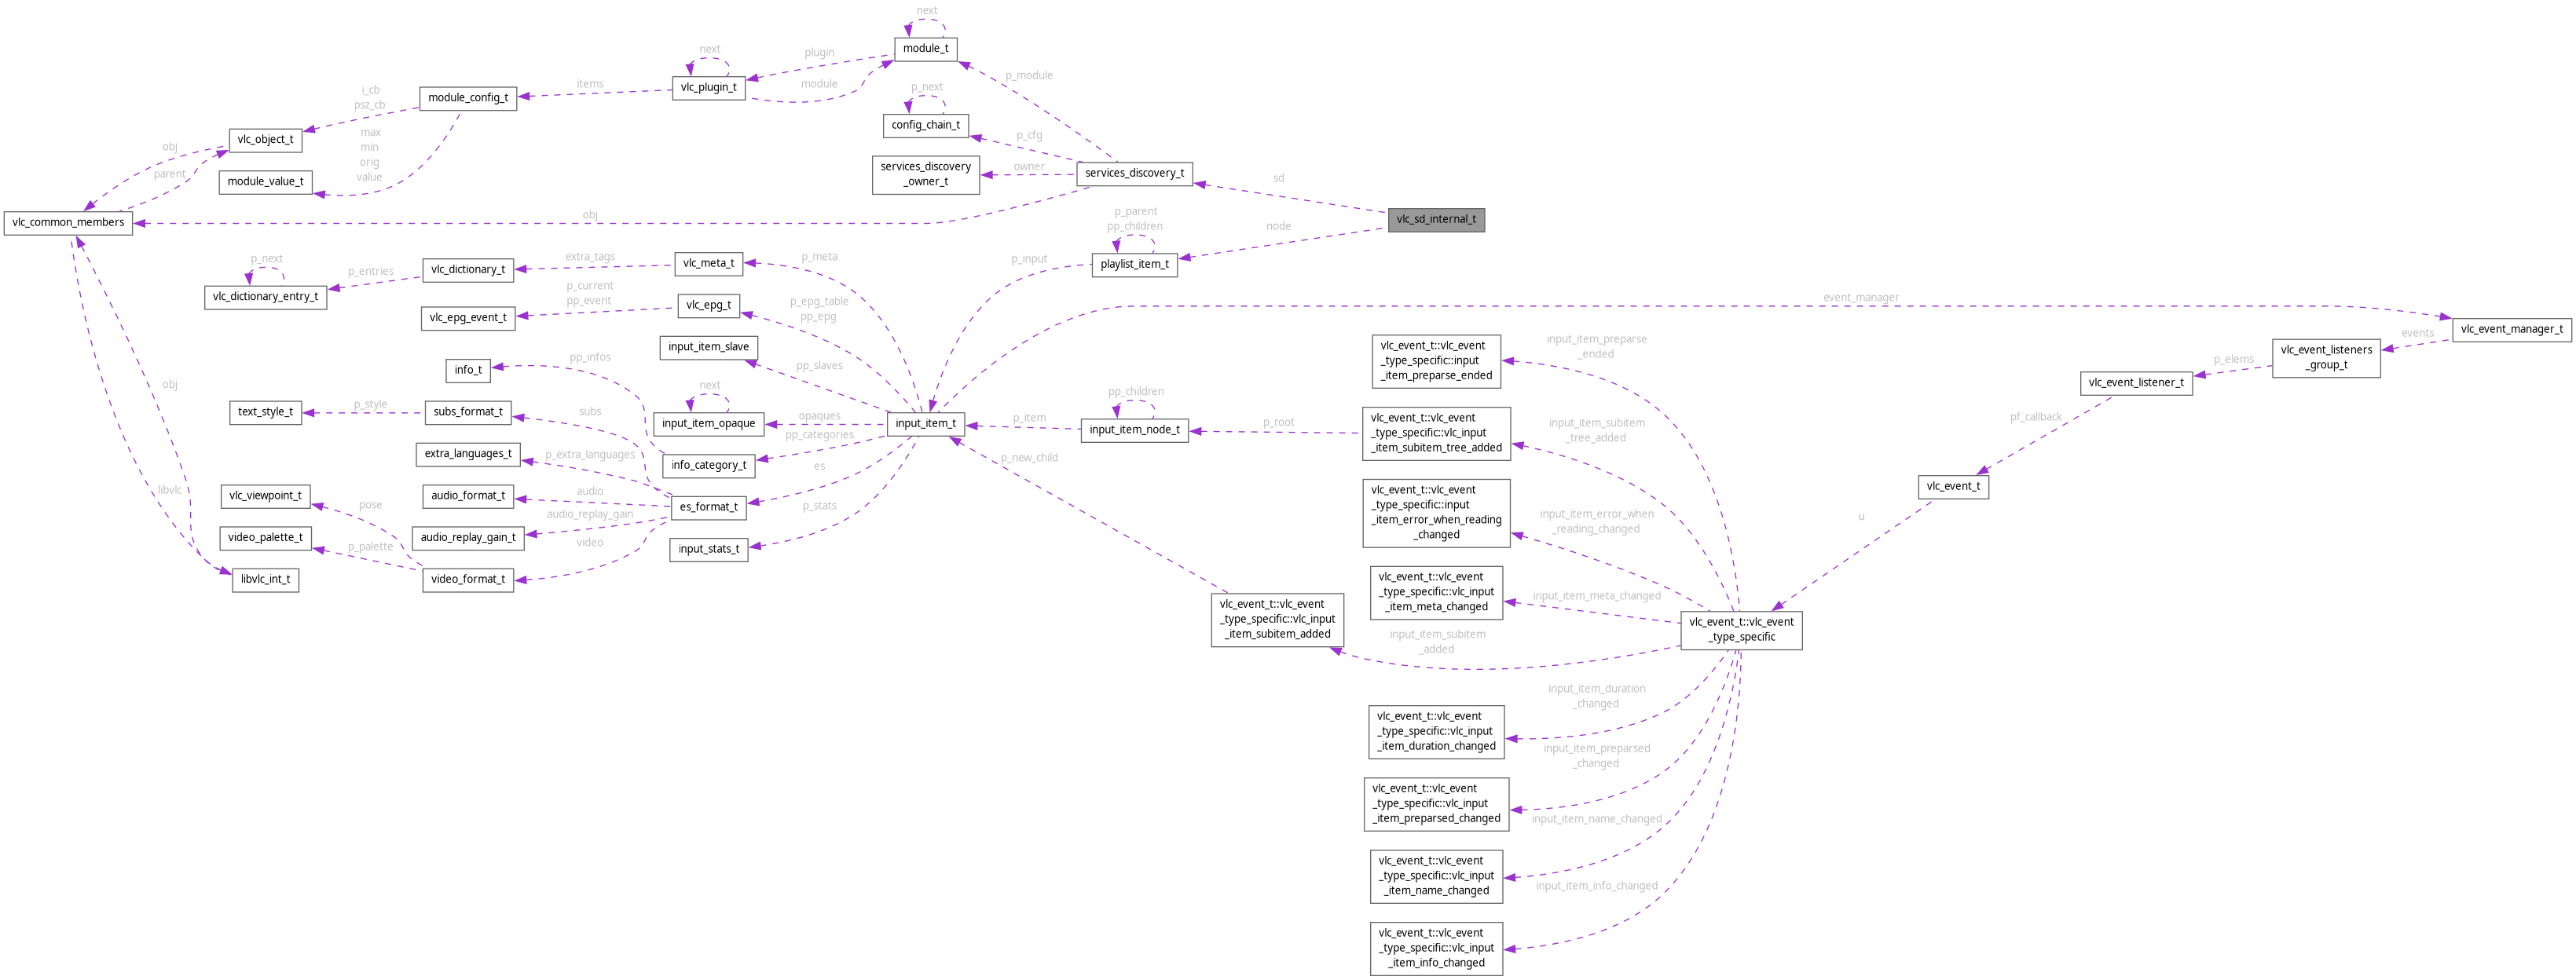 next
module_t
next
plugin
p_module
vlc_plugin_t
module
items
module_config_t
i_cb
psz_cb
p_next
config_chain_t
p_cfg
vlc_object_t
max
min
orig
value
obj
parent
module_value_t
services_discovery
_owner_t
owner
services_discovery_t
sd
vlc_sd_internal_t
vlc_common_members
obj
p_parent
pp_children
node
playlist_item_t
p_input
p_meta
vlc_meta_t
extra_tags
vlc_dictionary_t
p_entries
p_next
vlc_dictionary_entry_t
p_current
pp_event
vlc_epg_event_t
vlc_epg_t
p_epg_table
pp_epg
event_manager
vlc_event_manager_t
events
vlc_event_listeners
_group_t
p_elems
vlc_event_listener_t
pf_callback
input_item_slave
pp_slaves
info_t
pp_infos
next
input_item_opaque
opaques
input_item_t
pp_categories
info_category_t
text_style_t
p_style
subs_format_t
subs
extra_languages_t
p_extra_languages
es
es_format_t
audio_format_t
audio
audio_replay_gain
audio_replay_gain_t
video
p_stats
input_stats_t
vlc_viewpoint_t
pose
video_palette_t
p_palette
video_format_t
obj
libvlc
libvlc_int_t
p_item
pp_children
input_item_node_t
p_root
p_new_child
vlc_event_t::vlc_event
_type_specific::input
_item_preparse_ended
input_item_preparse
_ended
vlc_event_t::vlc_event
_type_specific::vlc_input
_item_subitem_tree_added
input_item_subitem
_tree_added
vlc_event_t::vlc_event
_type_specific::input
_item_error_when_reading
_changed
input_item_error_when
_reading_changed
vlc_event_t
u
vlc_event_t::vlc_event
_type_specific::vlc_input
_item_meta_changed
input_item_meta_changed
vlc_event_t::vlc_event
_type_specific::vlc_input
_item_subitem_added
input_item_subitem
_added
vlc_event_t::vlc_event
_type_specific
vlc_event_t::vlc_event
_type_specific::vlc_input
_item_duration_changed
input_item_duration
_changed
vlc_event_t::vlc_event
_type_specific::vlc_input
_item_preparsed_changed
input_item_preparsed
_changed
vlc_event_t::vlc_event
_type_specific::vlc_input
_item_name_changed
input_item_name_changed
vlc_event_t::vlc_event
_type_specific::vlc_input
_item_info_changed
input_item_info_changed